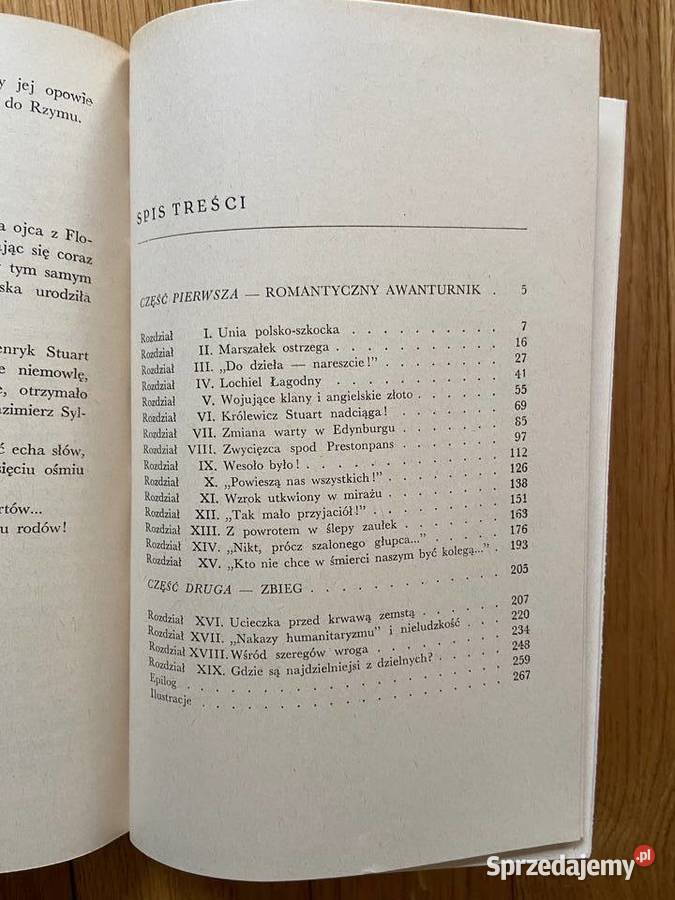 y jej opowie
do Rzymu.
a ojca z Flo-
ając się coraz
tym samym
ska urodziła
enryk Stuart
e niemowlę,
e, otrzymało
azimierz Syl-
ć echa słów,
sięciu ośmiu
rtów...
u rodów!
SPIS TREŚCI
CZĘŚĆ PIERWSZA — ROMANTYCZNY AWANTURNIK . 5
Rozdział I. Unia polsko-szkocka . . . . . . . . . . 7
Rozdział II. Marszałek ostrzega . . . . . . . . . . 16
Rozdział III. „Do dzieła — nareszcie!” . . . . . . . . 27
Rozdział IV. Lochiel Łagodny . . . . . . . . . . 41
Rozdział V. Wojujące klany i angielskie złoto . . . . . 55
Rozdział VI. Królewicz Stuart nadciąga! . . . . . . . 69
Rozdział VII. Zmiana warty w Edynburgu . . . . . . . 85
Rozdział VIII. Zwycięzca spod Prestonpans . . . . . . . 97
Rozdział IX. Wesoło było! . . . . . . . . . . 112
Rozdział X. „Powieszą nas wszystkich!” . . . . . . . 126
Rozdział XI. Wzrok utkwiony w mirażu . . . . . . . 138
Rozdział XII. „Tak mało przyjaciół!” . . . . . . . . 151
Rozdział XIII. Z powrotem w ślepy zaułek . . . . . . . 163
Rozdział XIV. „Nikt, prócz szalonego głupca...” . . . . . 176
Rozdział XV. „Kto nie chce w śmierci naszym być kolegą...” . 193
CZĘŚĆ DRUGA — ZBIEG . . . . . . . . . . 205
Rozdział XVI. Ucieczka przed krwawą zemstą . . . . . . 207
Rozdział XVII. „Nakazy humanitaryzmu” i nieludzkość . . . 220
Rozdział XVIII. Wśród szeregów wroga . . . . . . . . 234
Rozdział XIX. Gdzie są najdzielniejsi z dzielnych? . . . . . 248
Epilog . . . . . . . . . . . . . . . 259
Ilustracje . . . . . . . . . . . . . . 267
Sprzedajemy.pl